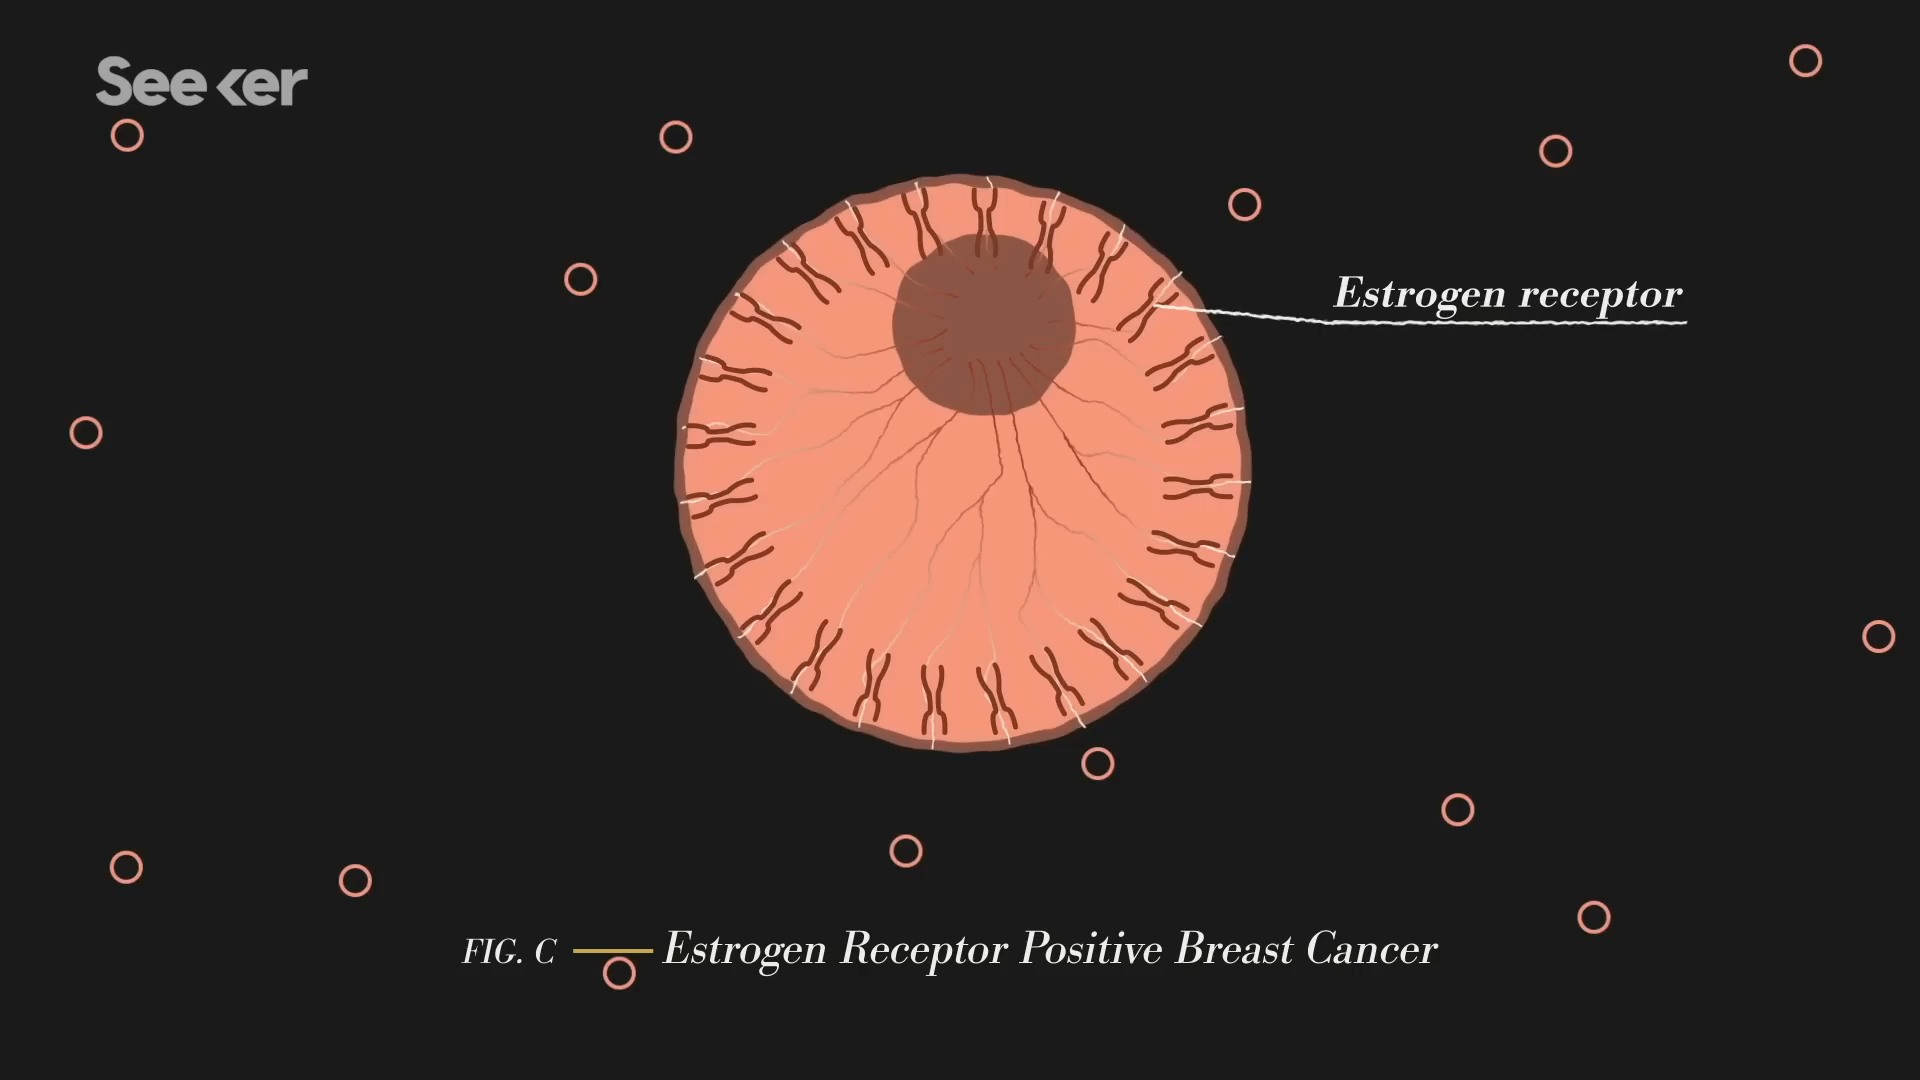 Seeker
Estrogen receptor
FIG. C — Estrogen Receptor Positive Breast Cancer